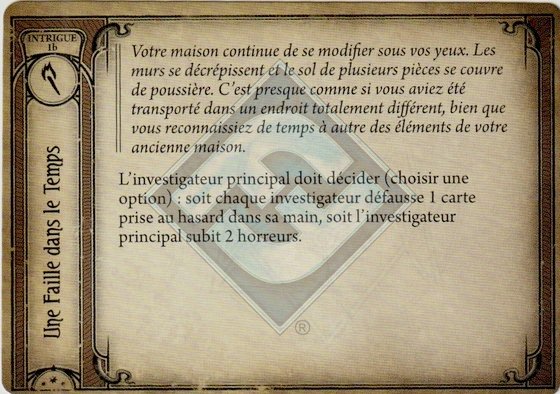 INTRIGUE
1b
Une Faille dans le Temps
Votre maison continue de se modifier sous vos yeux. Les
murs se décrépissent et le sol de plusieurs pièces se couvre
de poussière. C'est presque comme si vous aviez été
transporté dans un endroit totalement différent, bien que
vous reconnaissiez de temps à autre des éléments de votre
ancienne maison.
L'investigateur principal doit décider (choisir une
option) : soit chaque investigateur défausse 1 carte
prise au hasard dans sa main, soit l'investigateur
principal subit 2 horreurs.
®